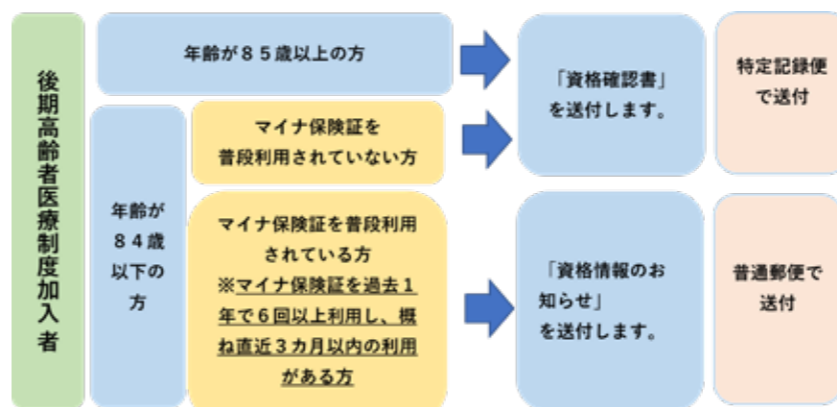 後期高齢者医療制度加入者
年齢が８５歳以上の方
「資格確認書」
を送付します。
特定記録便
で送付
年齢が
８４歳
以下の
方
マイナ保険証を
普段利用されていない方
マイナ保険証を普段利用
されている方
※マイナ保険証を過去１
年で６回以上利用し、概
ね直近３カ月以内の利用
がある方
「資格情報のお
知らせ」
を送付します。
普通郵便で
送付